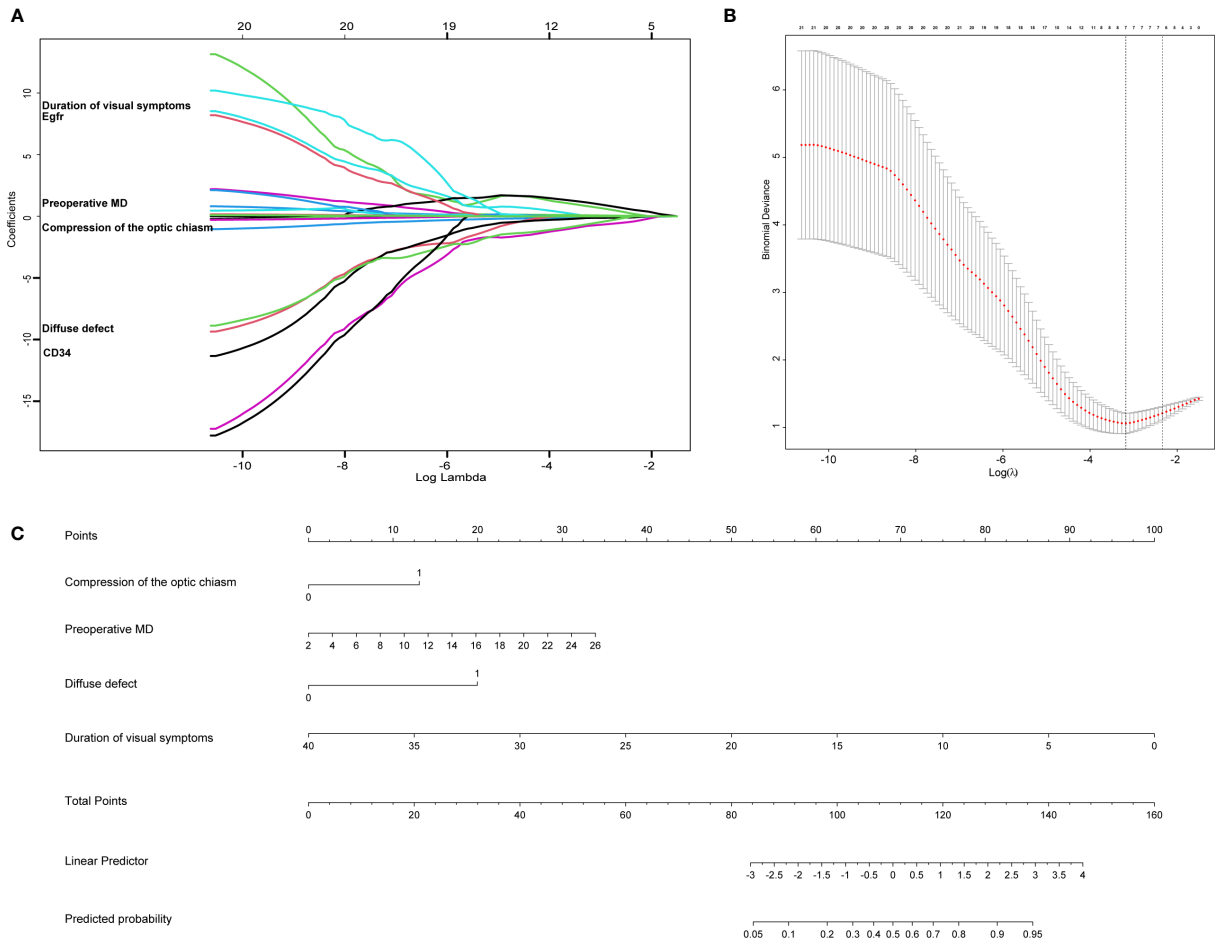 A
20 20 19 12 5
Coefficients
10
5
0
-5
-10
-15
Duration of visual symptoms
Egfr
Preoperative MD
Compression of the optic chiasm
Diffuse defect
CD34
-10 -8 -6 -4 -2
Log Lambda
B
Binomial Deviance
6
5
4
3
2
1
-10 -8 -6 -4 -2
Log(λ)
C
Points
0 10 20 30 40 50 60 70 80 90 100
Compression of the optic chiasm
1
0
Preoperative MD
2 4 6 8 10 12 14 16 18 20 22 24 26
Diffuse defect
1
0
Duration of visual symptoms
40 35 30 25 20 15 10 5 0
Total Points
0 20 40 60 80 100 120 140 160
Linear Predictor
-3 -2.5 -2 -1.5 -1 -0.5 0 0.5 1 1.5 2 2.5 3 3.5 4
Predicted probability
0.05 0.1 0.2 0.3 0.4 0.5 0.6 0.7 0.8 0.9 0.95